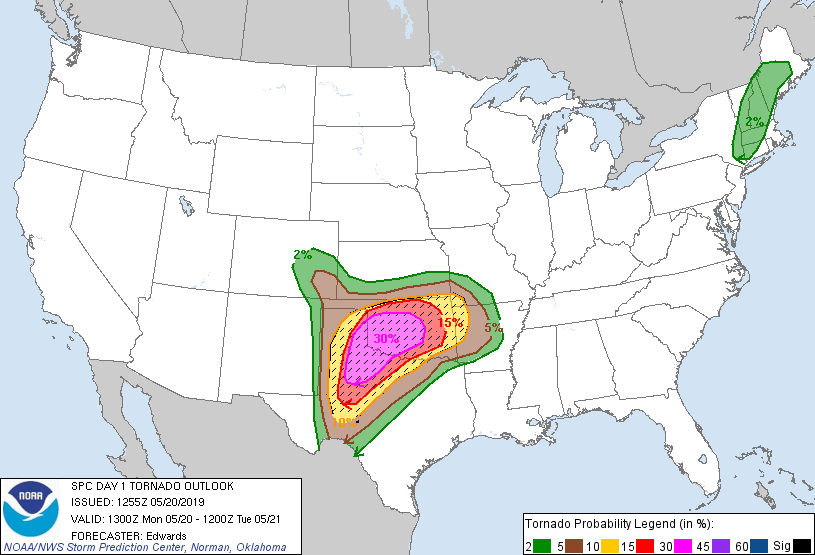 2%
2%
15%
5%
30%
10%
NOAA
SPC DAY 1 TORNADO OUTLOOK
ISSUED: 1255Z 05/20/2019
VALID: 1300Z Mon 05/20 - 1200Z Tue 05/21
FORECASTER: Edwards
NOAA/NWS Storm Prediction Center, Norman, Oklahoma
Tornado Probability Legend (in %):
2 5 10 15 30 45 60 Sig